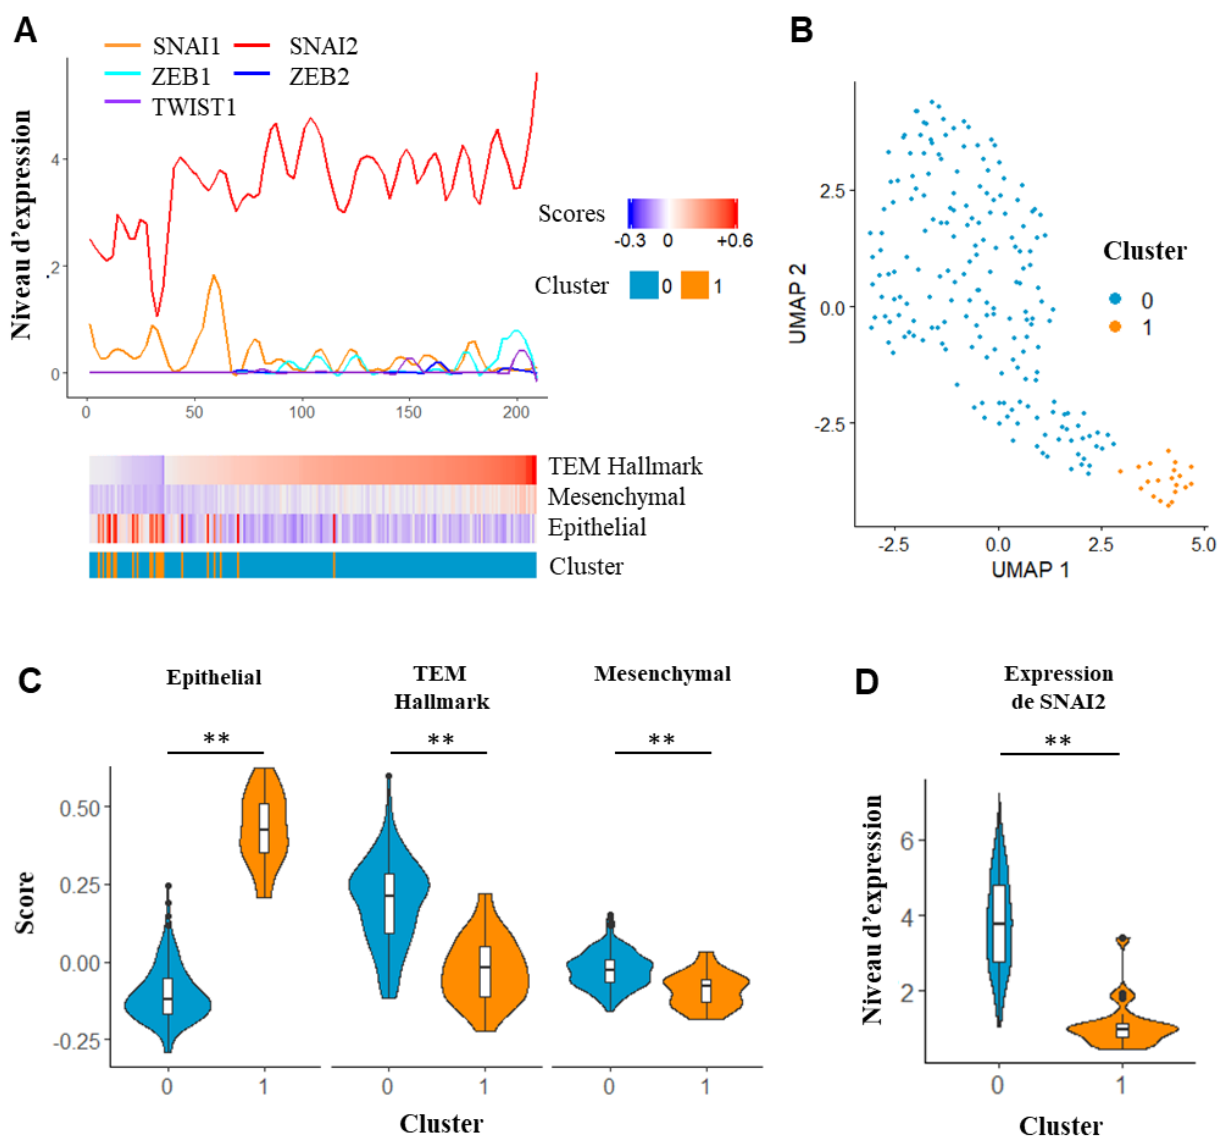 A
SNAI1 SNAI2
ZEB1 ZEB2
TWIST1
Niveau d'expression
4
2
0
0 50 100 150 200
Scores
-0.3 0 +0.6
Cluster 0 1
TEM Hallmark
Mesenchymal
Epithelial
Cluster
B
UMAP 2
2.5
0.0
-2.5
-2.5 0.0 2.5 5.0
UMAP 1
Cluster
0
1
C
Epithelial
TEM
Hallmark
Mesenchymal
** ** **
Score
0.50
0.25
0.00
-0.25
0 1 0 1 0 1
Cluster
D
Expression
de SNAI2
**
Niveau d'expression
6
4
2
0 1
Cluster